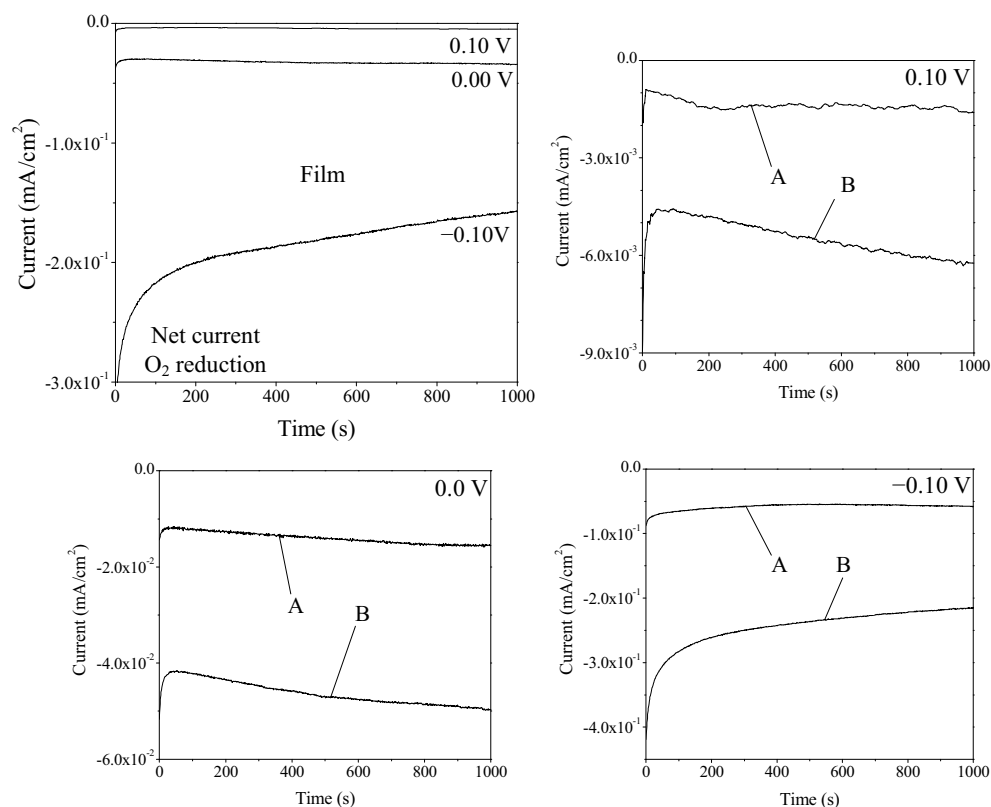 0.0
-1.0x10⁻¹
-2.0x10⁻¹
-3.0x10⁻¹
Current (mA/cm²)
0.10 V
0.00 V
Film
−0.10V
Net current
O₂ reduction
0 200 400 600 800 1000
Time (s)
0.0
-3.0x10⁻³
-6.0x10⁻³
-9.0x10⁻³
Current (mA/cm²)
0.10 V
A
B
0 200 400 600 800 1000
Time (s)
0.0
-2.0x10⁻²
-4.0x10⁻²
-6.0x10⁻²
Current (mA/cm²)
0.0 V
A
B
0 200 400 600 800 1000
Time (s)
0.0
-1.0x10⁻¹
-2.0x10⁻¹
-3.0x10⁻¹
-4.0x10⁻¹
Current (mA/cm²)
−0.10 V
A
B
0 200 400 600 800 1000
Time (s)